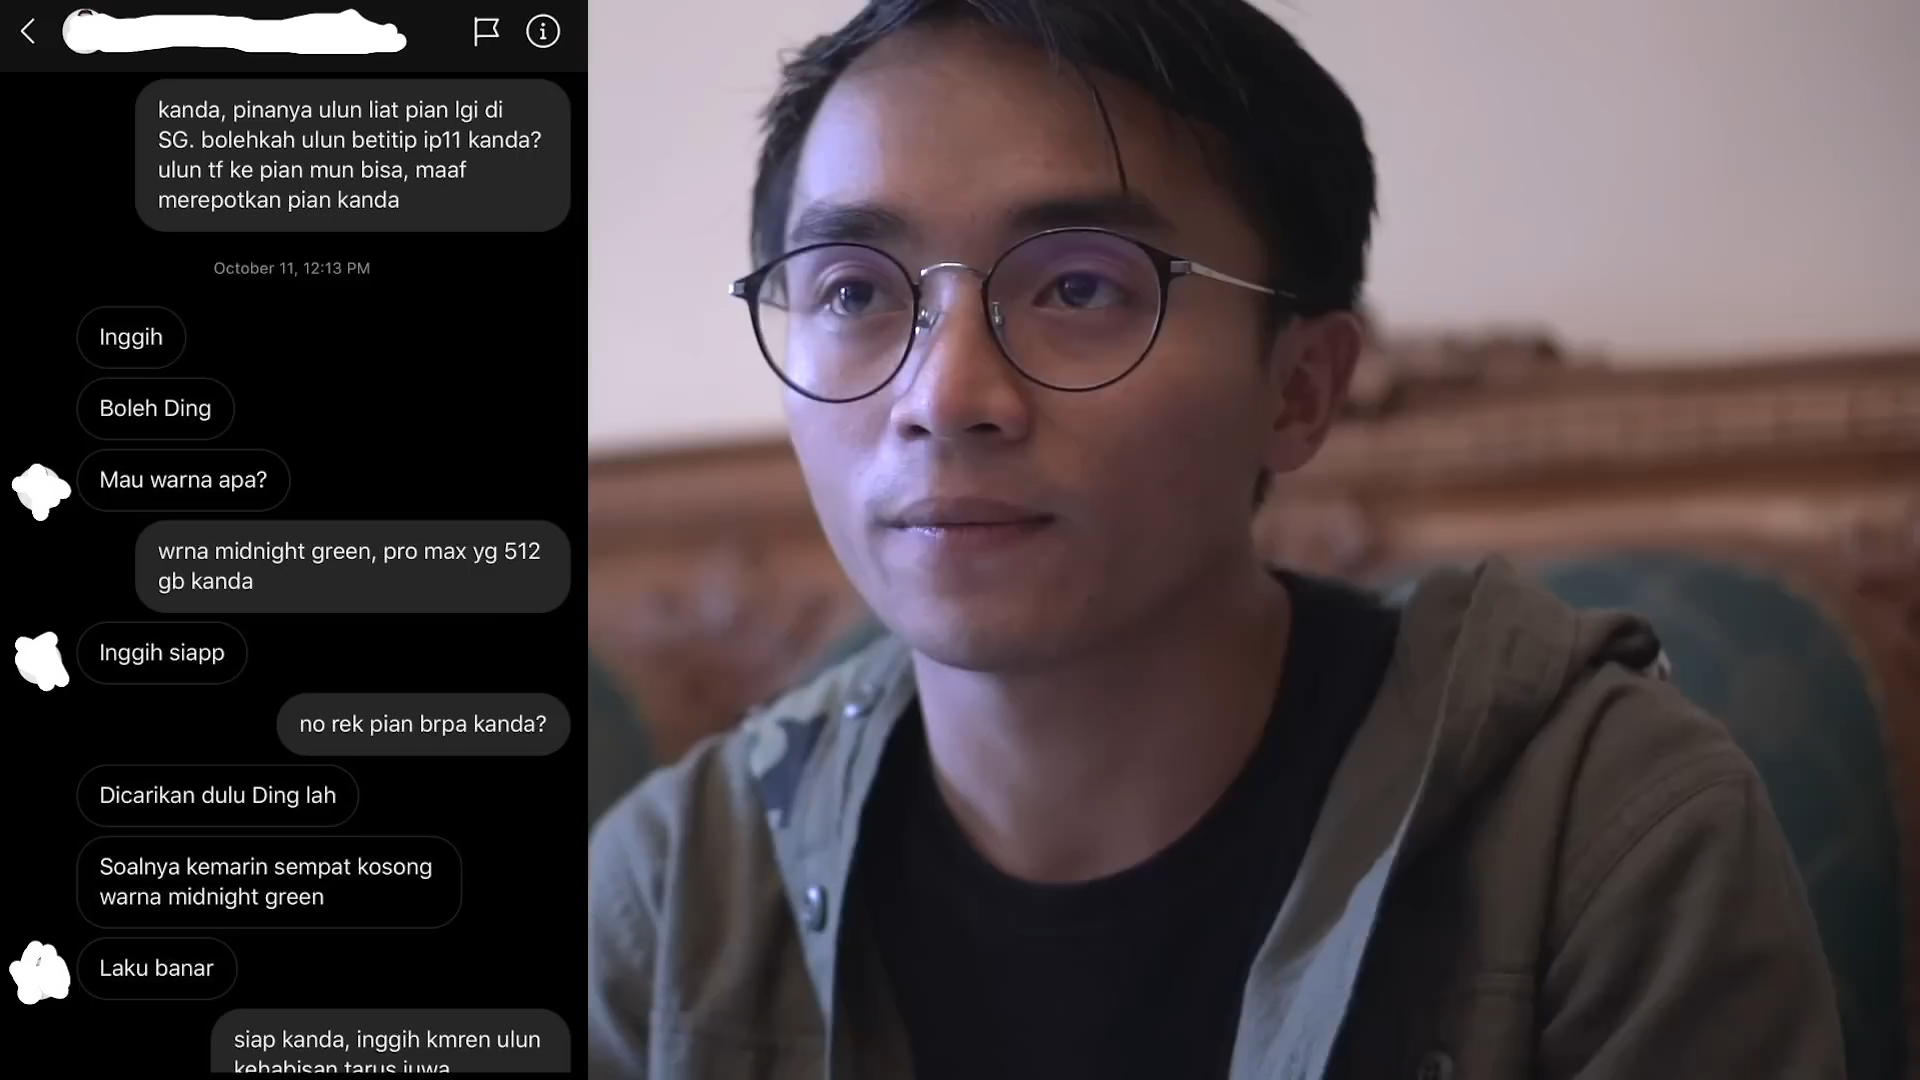 kanda, pinanya ulun liat pian lgi di
SG. bolehkah ulun betitip ip11 kanda?
ulun tf ke pian mun bisa, maaf
merepotkan pian kanda
October 11, 12:13 PM
Inggih
Boleh Ding
Mau warna apa?
wrna midnight green, pro max yg 512
gb kanda
Inggih siapp
no rek pian brpa kanda?
Dicarikan dulu Ding lah
Soalnya kemarin sempat kosong
warna midnight green
Laku banar
siap kanda, inggih kmren ulun
kehabisan tarus juwa